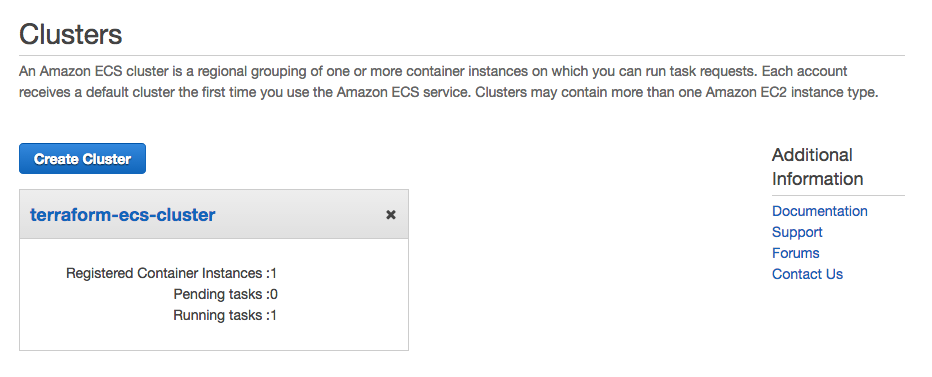 Clusters
An Amazon ECS cluster is a regional grouping of one or more container instances on which you can run task requests. Each account
receives a default cluster the first time you use the Amazon ECS service. Clusters may contain more than one Amazon EC2 instance type.
Create Cluster
terraform-ecs-cluster
Registered Container Instances :1
Pending tasks :0
Running tasks :1
Additional
Information
Documentation
Support
Forums
Contact Us